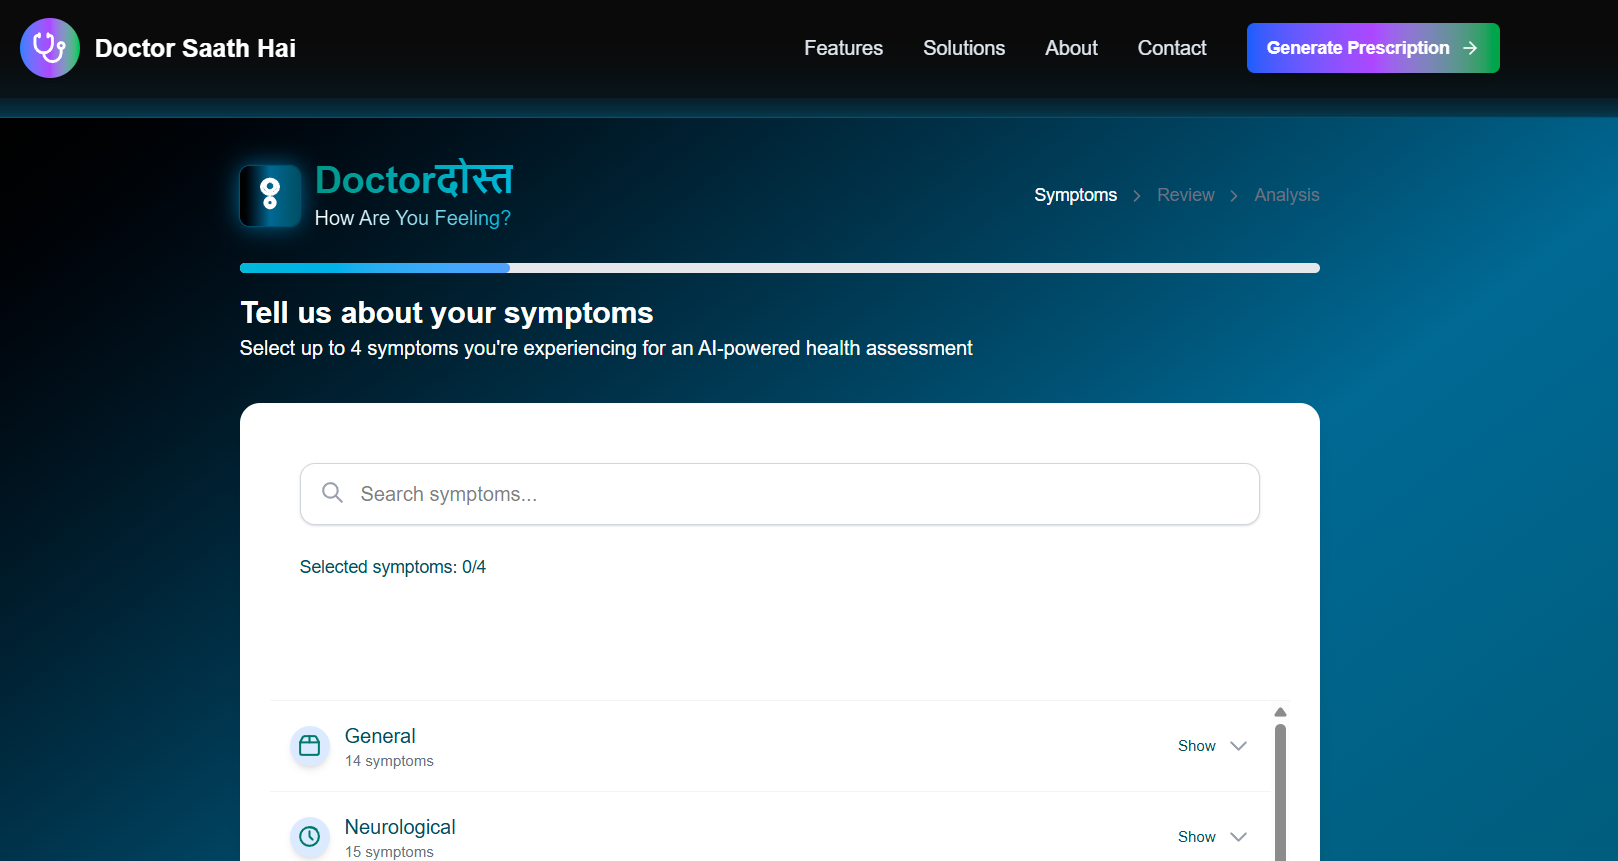 Doctor Saath Hai
Features Solutions About Contact Generate Prescription
Doctorदोस्त
How Are You Feeling?
Symptoms Review Analysis
Tell us about your symptoms
Select up to 4 symptoms you're experiencing for an AI-powered health assessment
Search symptoms...
Selected symptoms: 0/4
General
14 symptoms
Show
Neurological
15 symptoms
Show